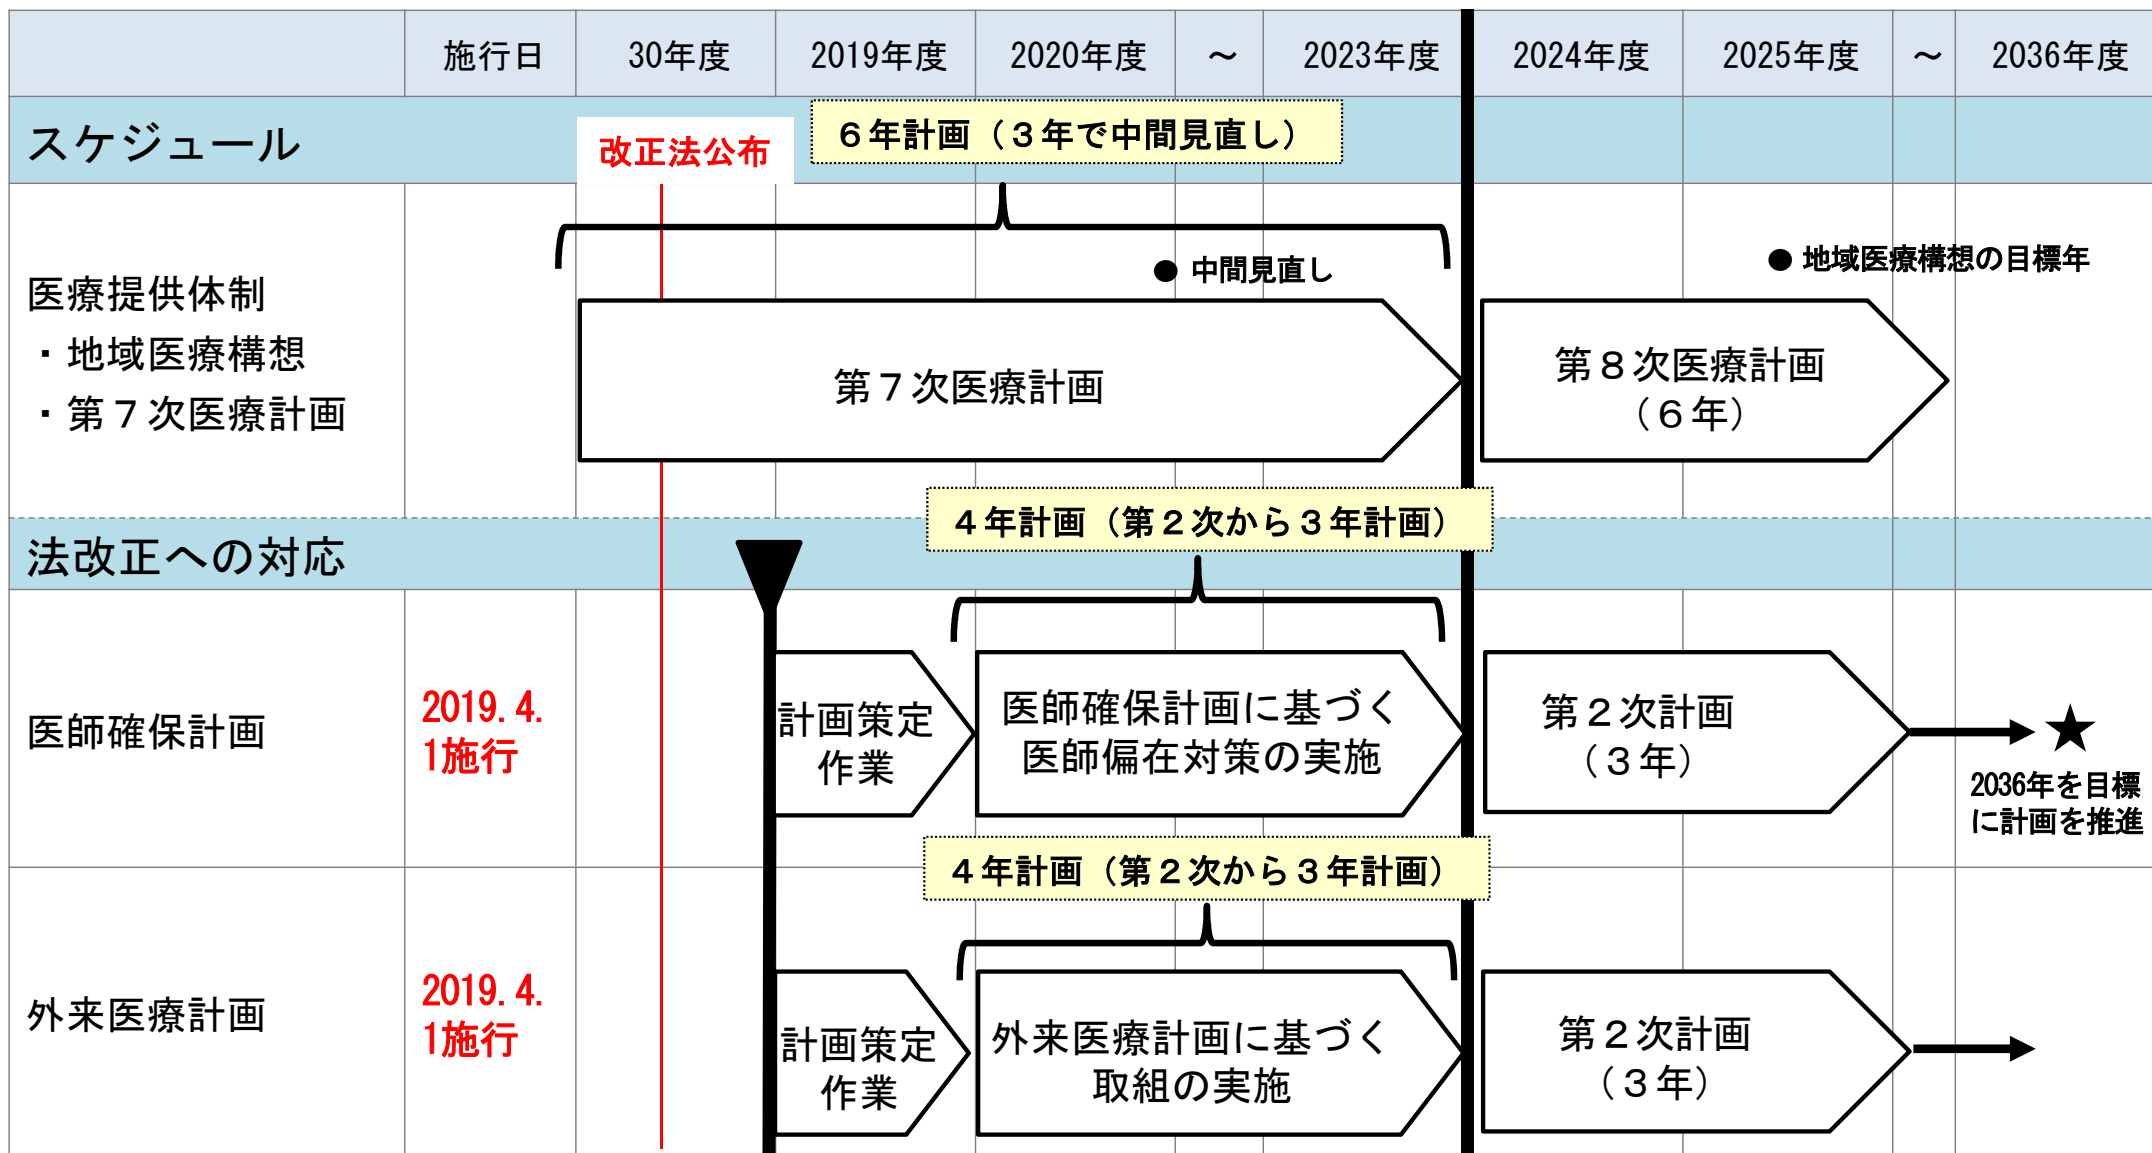 施行日 30年度 2019年度 2020年度 ～ 2023年度 2024年度 2025年度 ～ 2036年度
スケジュール
改正法公布
６年計画（３年で中間見直し）
医療提供体制
・地域医療構想
・第７次医療計画
● 中間見直し
● 地域医療構想の目標年
第７次医療計画
第８次医療計画
（６年）
法改正への対応
４年計画（第２次から３年計画）
医師確保計画
2019.4.
1施行
計画策定
作業
医師確保計画に基づく
医師偏在対策の実施
第２次計画
（３年）
★
2036年を目標
に計画を推進
４年計画（第２次から３年計画）
外来医療計画
2019.4.
1施行
計画策定
作業
外来医療計画に基づく
取組の実施
第２次計画
（３年）